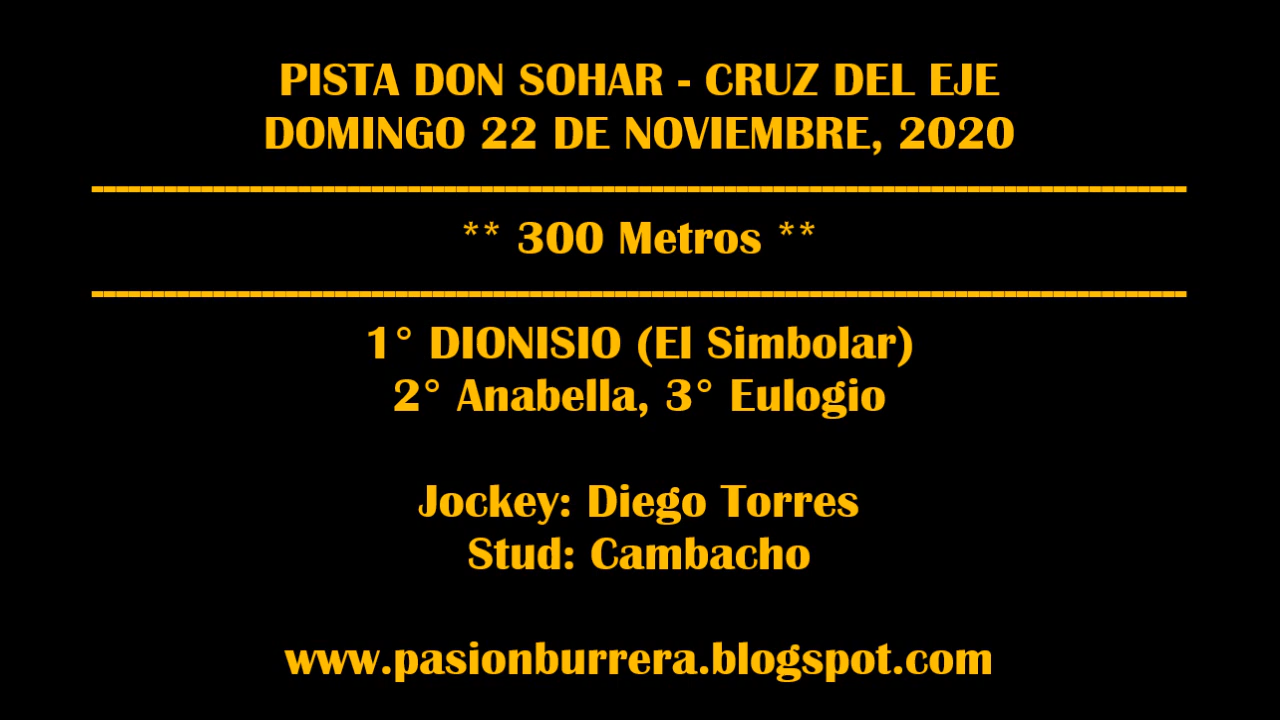 PISTA DON SOHAR - CRUZ DEL EJE
DOMINGO 22 DE NOVIEMBRE, 2020
** 300 Metros **
1° DIONISIO (El Simbolar)
2° Anabella, 3° Eulogio
Jockey: Diego Torres
Stud: Cambacho
www.pasionburrera.blogspot.com